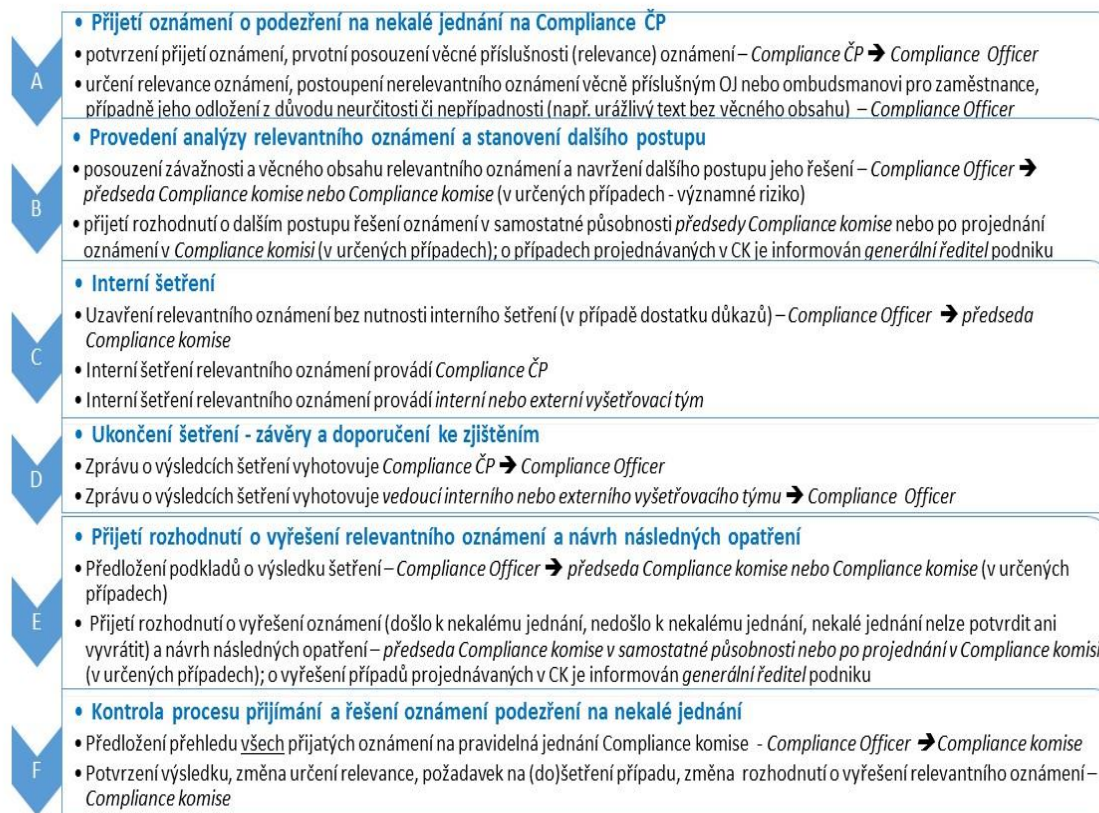 • Přijetí oznámení o podezření na nekalé jednání na Compliance ČP
• potvrzení přijetí oznámení, prvotní posouzení věcné příslušnosti (relevance) oznámení – Compliance ČP ➔ Compliance Officer
A
• určení relevance oznámení, postoupení nerelevantního oznámení věcně příslušným OJ nebo ombudsmanovi pro zaměstnance,
případně jeho odložení z důvodu neurčitosti či nepřípadnosti (např. urážlivý text bez věcného obsahu) – Compliance Officer
• Provedení analýzy relevantního oznámení a stanovení dalšího postupu
• posouzení závažnosti a věcného obsahu relevantního oznámení a navržení dalšího postupu jeho řešení – Compliance Officer ➔
předseda Compliance komise nebo Compliance komise (v určených případech - významné riziko)
B
• přijetí rozhodnutí o dalším postupu řešení oznámení v samostatné působnosti předsedy Compliance komise nebo po projednání
oznámení v Compliance komisi (v určených případech); o případech projednávaných v CK je informován generální ředitel podniku
• Interní šetření
• Uzavření relevantního oznámení bez nutnosti interního šetření (v případě dostatku důkazů) – Compliance Officer ➔ předseda
Compliance komise
C
• Interní šetření relevantního oznámení provádí Compliance ČP
• Interní šetření relevantního oznámení provádí interní nebo externí vyšetřovací tým
• Ukončení šetření - závěry a doporučení ke zjištěním
• Zprávu o výsledcích šetření vyhotovuje Compliance ČP ➔ Compliance Officer
D
• Zprávu o výsledcích šetření vyhotovuje vedoucí interního nebo externího vyšetřovacího týmu ➔ Compliance Officer
• Přijetí rozhodnutí o vyřešení relevantního oznámení a návrh následných opatření
• Předložení podkladů o výsledku šetření – Compliance Officer ➔ předseda Compliance komise nebo Compliance komise (v určených
případech)
E
• Přijetí rozhodnutí o vyřešení oznámení (došlo k nekalému jednání, nedošlo k nekalému jednání, nekalé jednání nelze potvrdit ani
vyvrátit) a návrh následných opatření – předseda Compliance komise v samostatné působnosti nebo po projednání v Compliance komisi
(v určených případech); o vyřešení případů projednávaných v CK je informován generální ředitel podniku
• Kontrola procesu přijímání a řešení oznámení podezření na nekalé jednání
• Předložení přehledu všech přijatých oznámení na pravidelná jednání Compliance komise - Compliance Officer ➔ Compliance komise
F
• Potvrzení výsledku, změna určení relevance, požadavek na (do)šetření případu, změna rozhodnutí o vyřešení relevantního oznámení –
Compliance komise